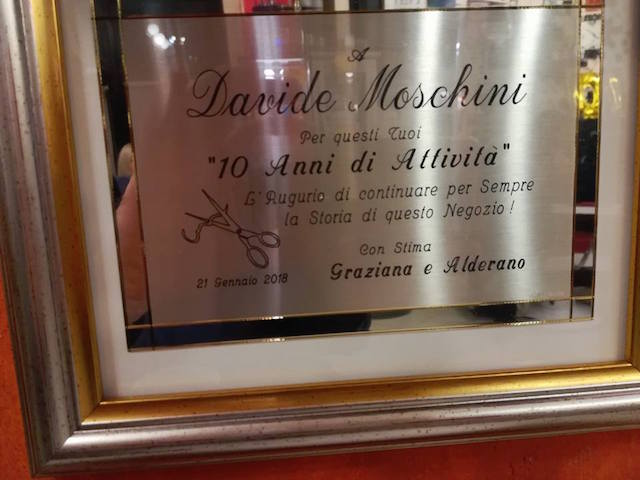 A
Davide Moschini
Per questi Tuoi
"10 Anni di Attività"
L'Augurio di continuare per Sempre
la Storia di questo Negozio!
Con Stima
21 Gennaio 2018
Graziana e Alderano